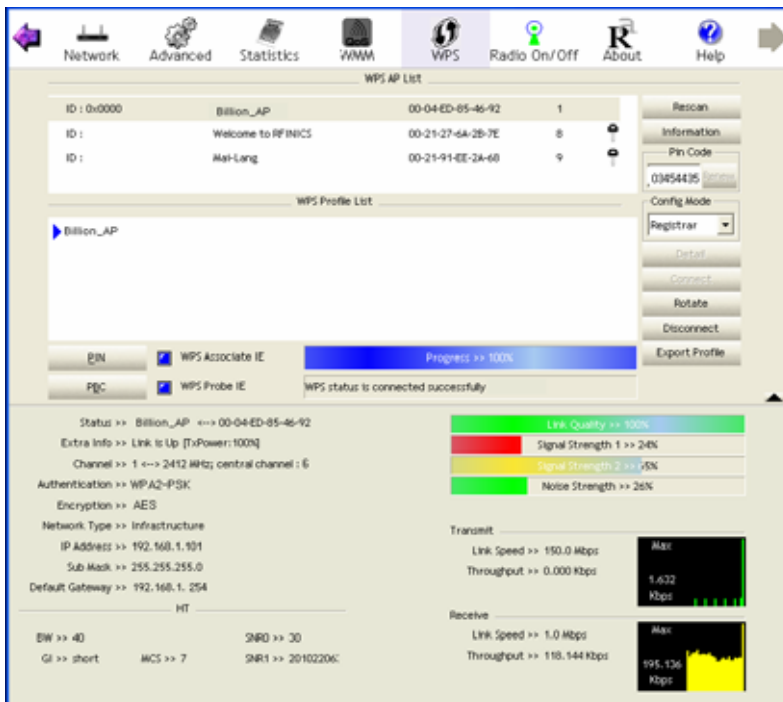 Network Advanced Statistics WMM WPS Radio On/Off About Help
WPS AP List
ID : 0x0000 Billion_AP 00-04-ED-85-46-92 1
ID : Welcome to RFINICS 00-21-27-6A-2B-7E 8
ID : Mai-Lang 00-21-91-EE-2A-68 9
Rescan
Information
Pin Code
03454435 Renew
Config Mode
Registrar
Detail
Connect
Rotate
Disconnect
Export Profile
WPS Profile List
Billion_AP
PIN WPS Associate IE Progress >> 100%
PBC WPS Probe IE WPS status is connected successfully
Status >> Billion_AP <--> 00-04-ED-85-46-92
Extra Info >> Link is Up [TxPower:100%]
Channel >> 1 <--> 2412 MHz; central channel : 6
Authentication >> WPA2-PSK
Encryption >> AES
Network Type >> Infrastructure
IP Address >> 192.168.1.101
Sub Mask >> 255.255.255.0
Default Gateway >> 192.168.1. 254
HT
BW >> 40 SNR0 >> 30
GI >> short MCS >> 7 SNR1 >>
Link Quality >> 100%
Signal Strength 1 >> 24%
Signal Strength 2 >>
Noise Strength >> 26%
Transmit
Link Speed >> 150.0 Mbps
Throughput >> 0.000 Kbps
Max
1.632
Kbps
Receive
Link Speed >> 1.0 Mbps
Throughput >> 118.144 Kbps
Max
195.136
Kbps